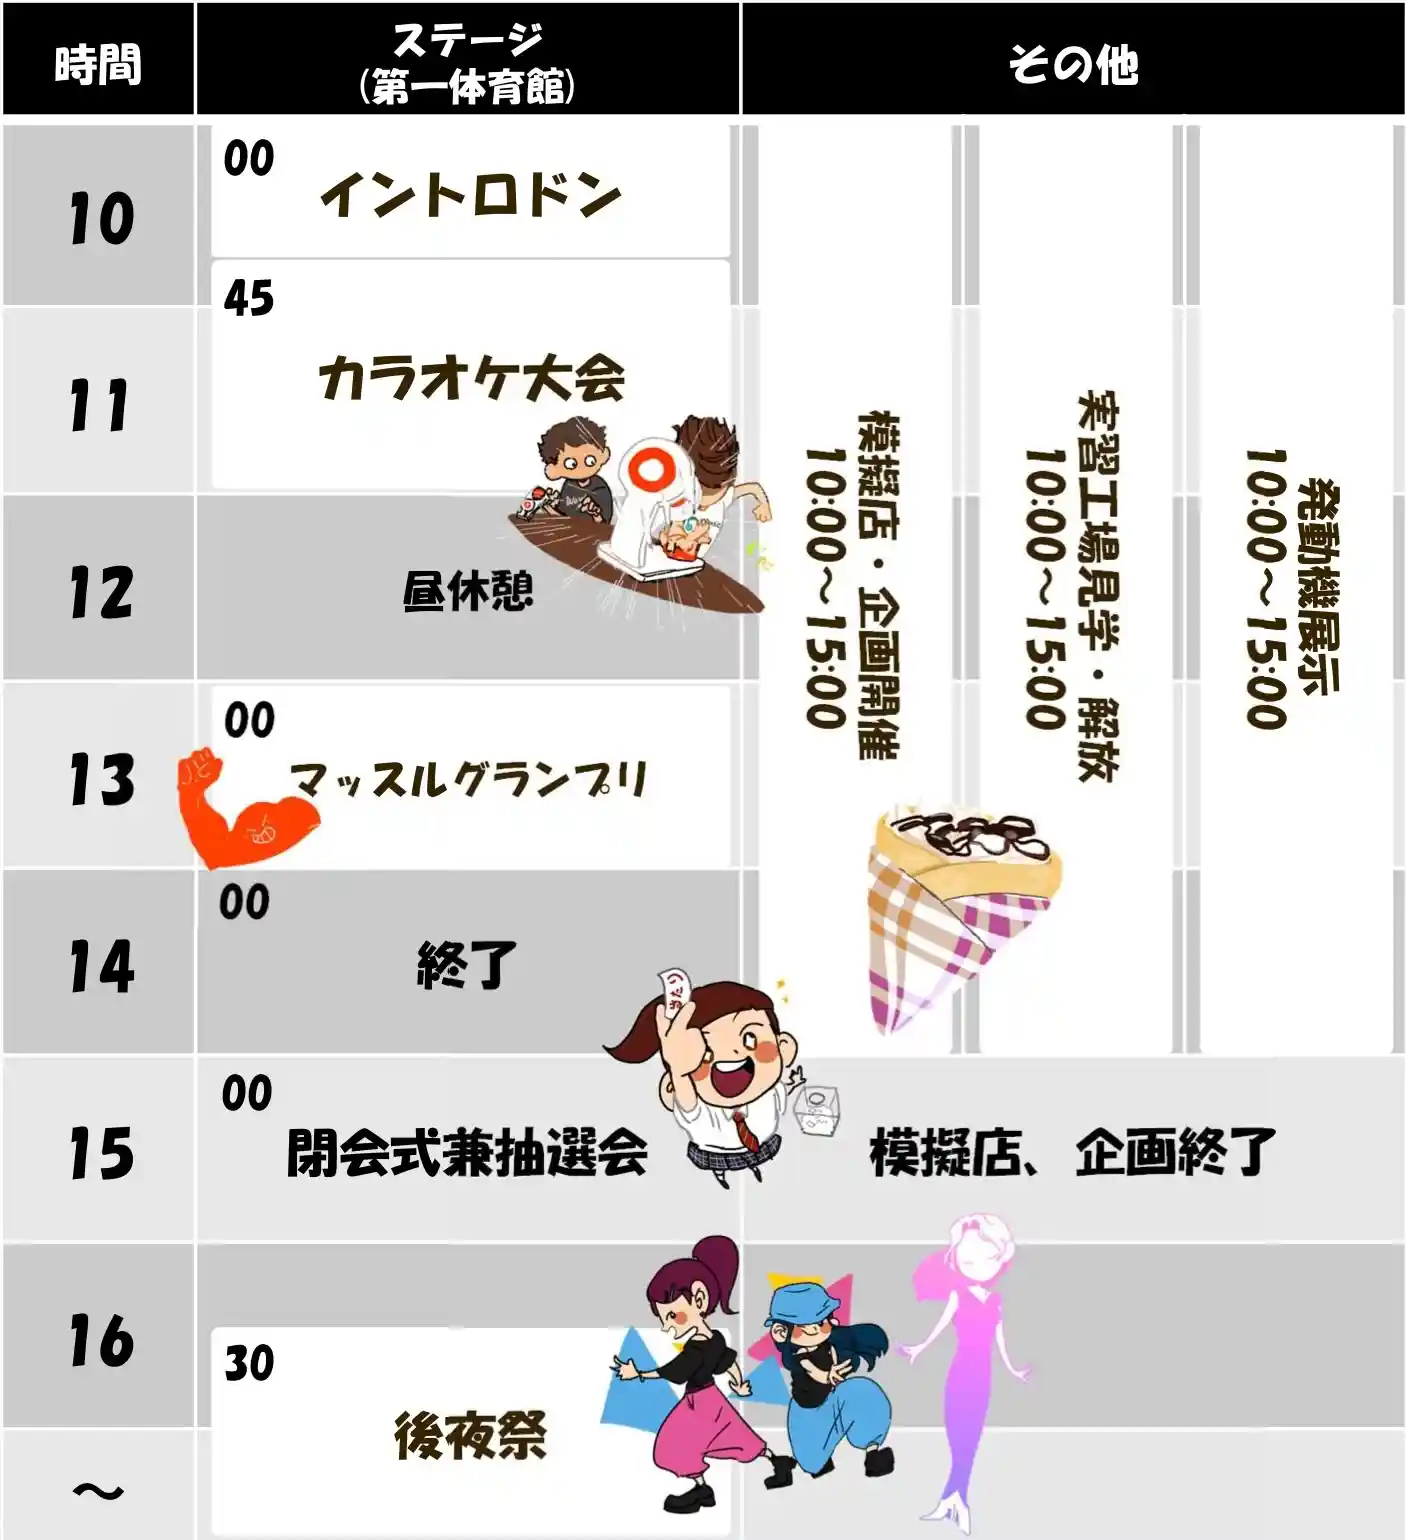 時間
ステージ
(第一体育館)
その他
10
00
イントロドン
45
11
カラオケ大会
12
昼休憩
13
00
マッスルグランプリ
14
00
終了
模擬店・企画開催
10:00～15:00
実習工場見学・解放
10:00～15:00
発動機展示
10:00～15:00
当たり
15
00
閉会式兼抽選会
模擬店、企画終了
16
30
後夜祭
～